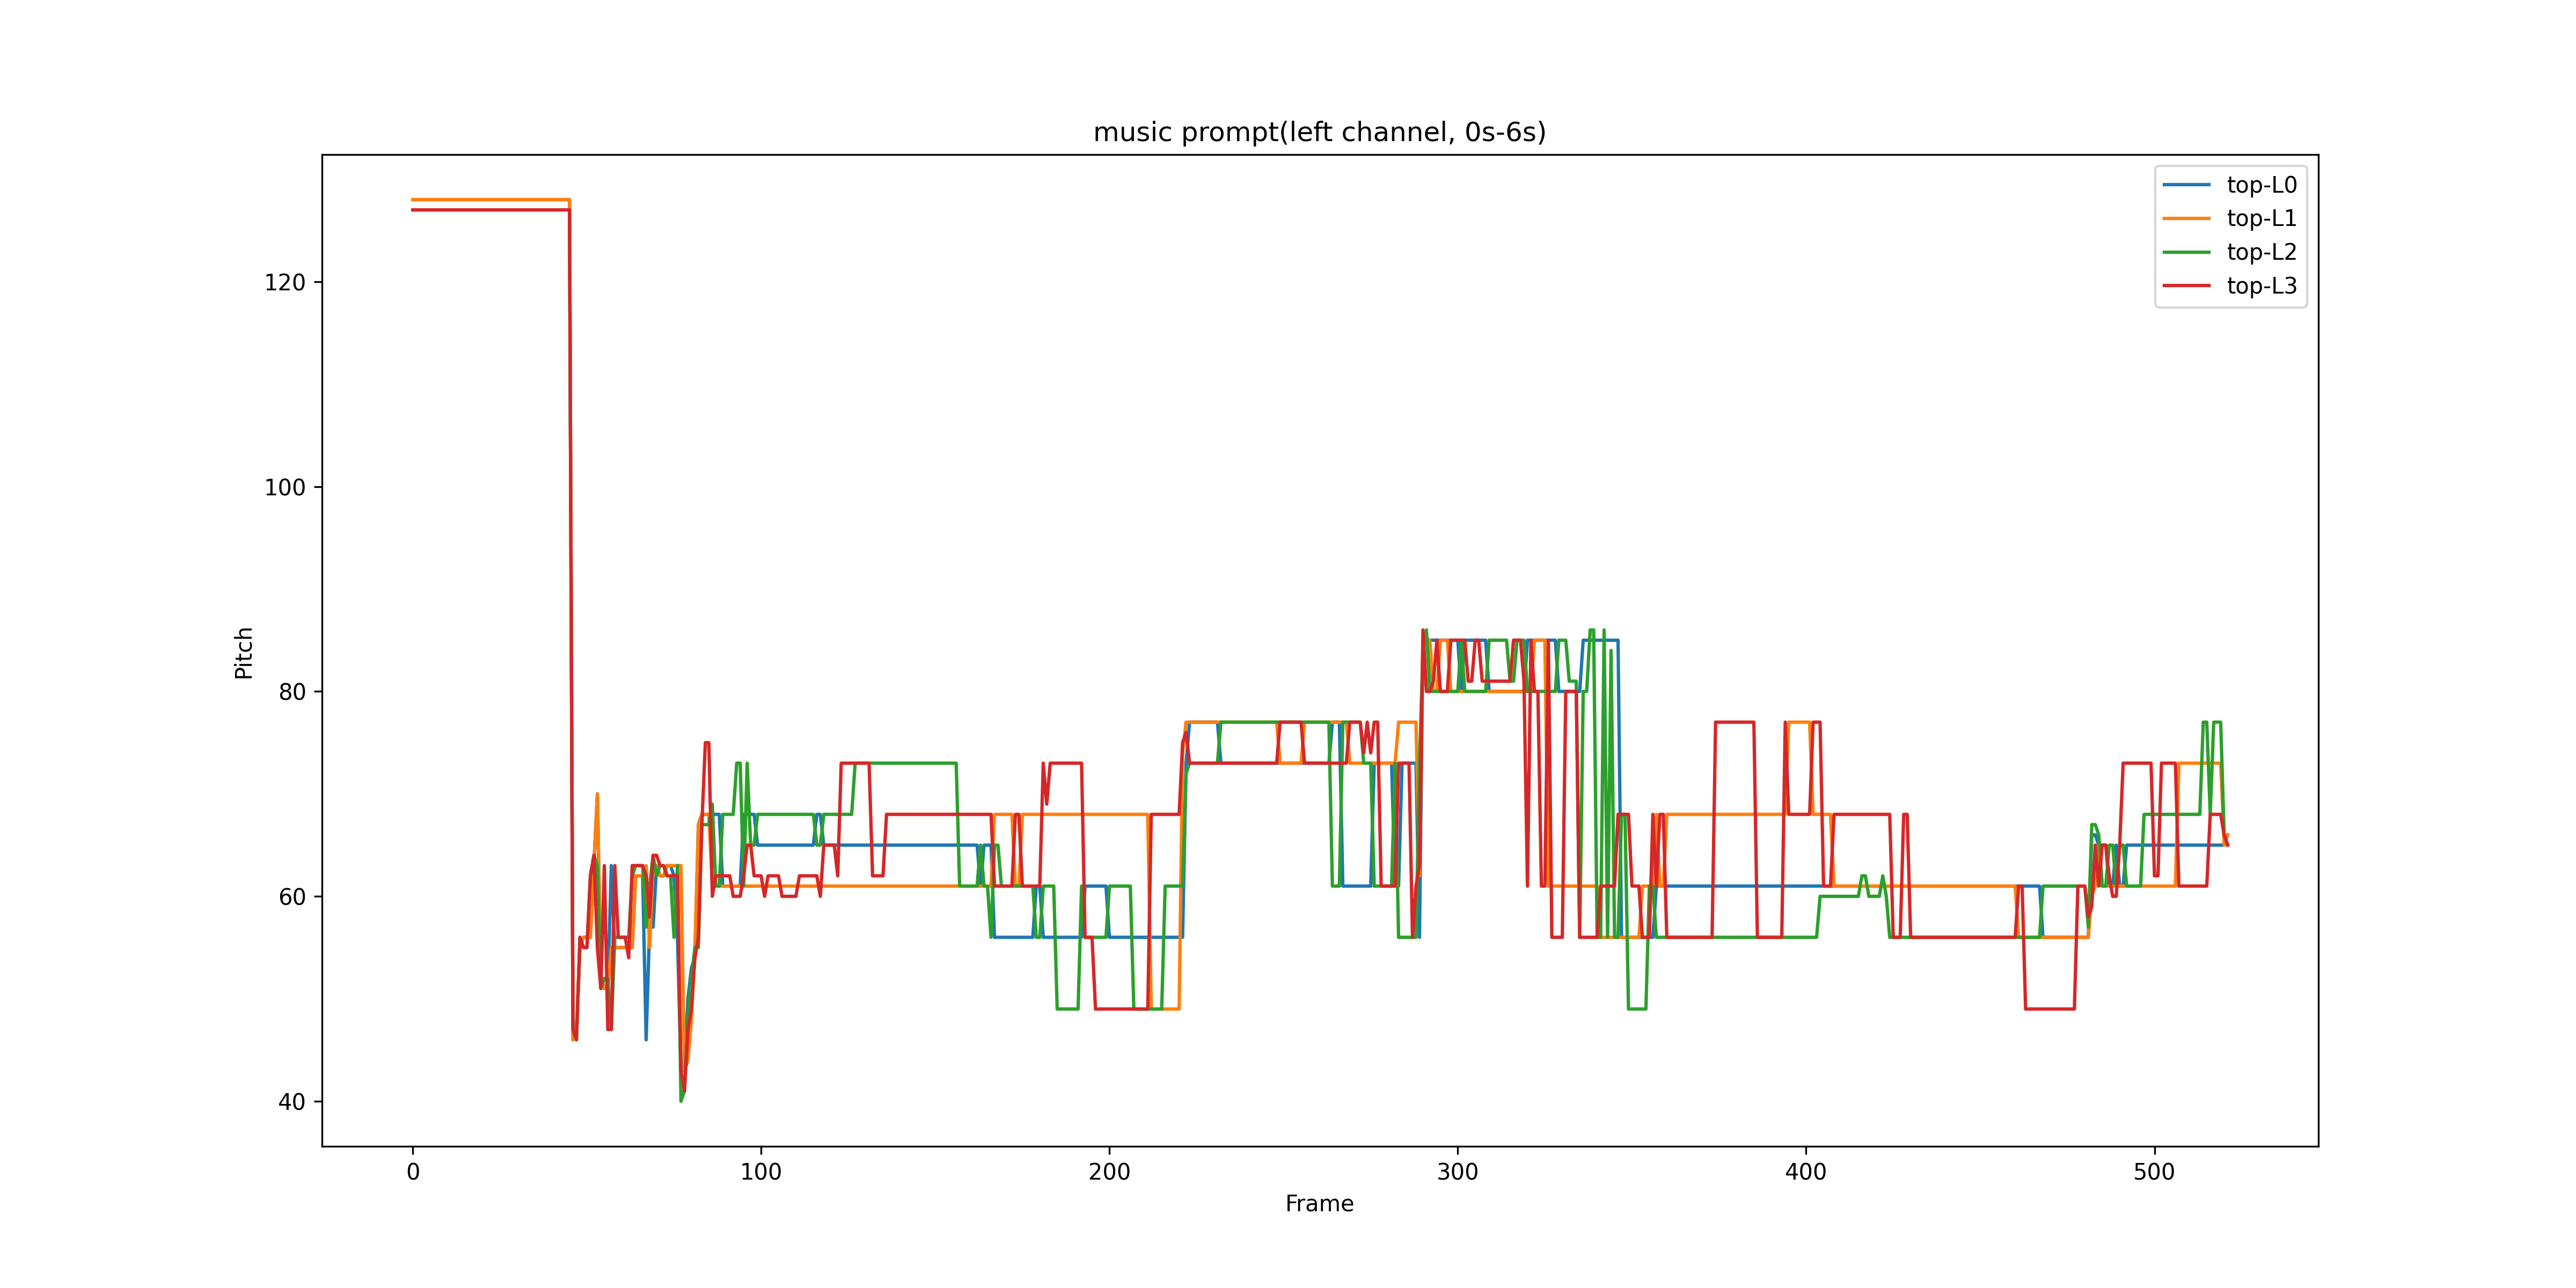 music prompt(left channel, 0s-6s)
top-L0
top-L1
top-L2
top-L3
120
100
80
60
40
Pitch
0 100 200 300 400 500
Frame